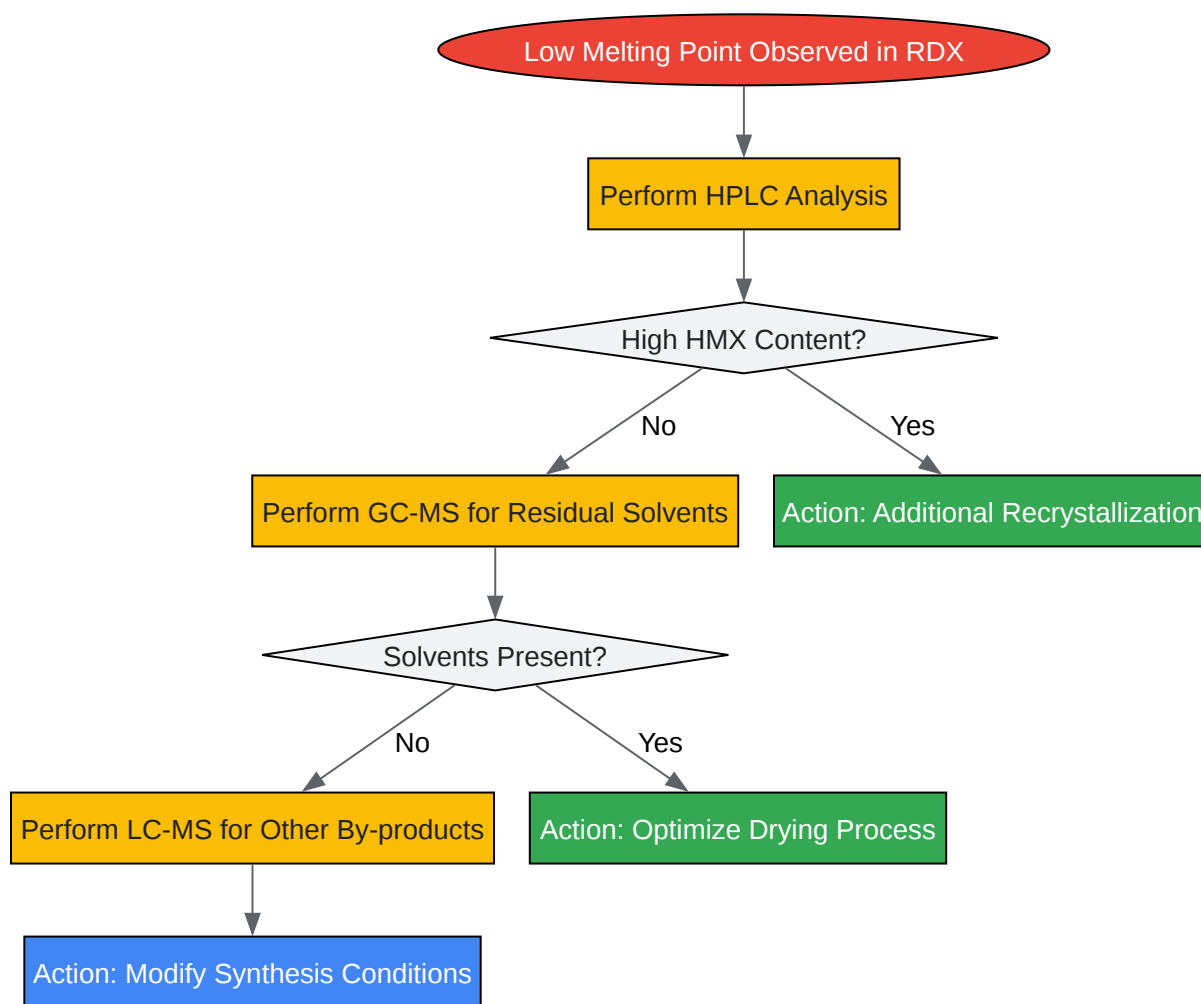 Low Melting Point Observed in RDX
Perform HPLC Analysis
High HMX Content?
No
Yes
Perform GC-MS for Residual Solvents
Action: Additional Recrystallization
Solvents Present?
No
Yes
Perform LC-MS for Other By-products
Action: Optimize Drying Process
Action: Modify Synthesis Conditions